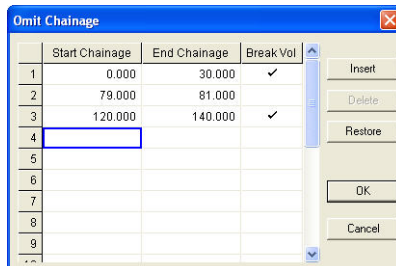 Omit Chainage
Start Chainage End Chainage Break Vol
1 0.000 30.000 ✓
2 79.000 81.000
3 120.000 140.000 ✓
4
5
6
7
8
9
Insert
Delete
Restore
OK
Cancel